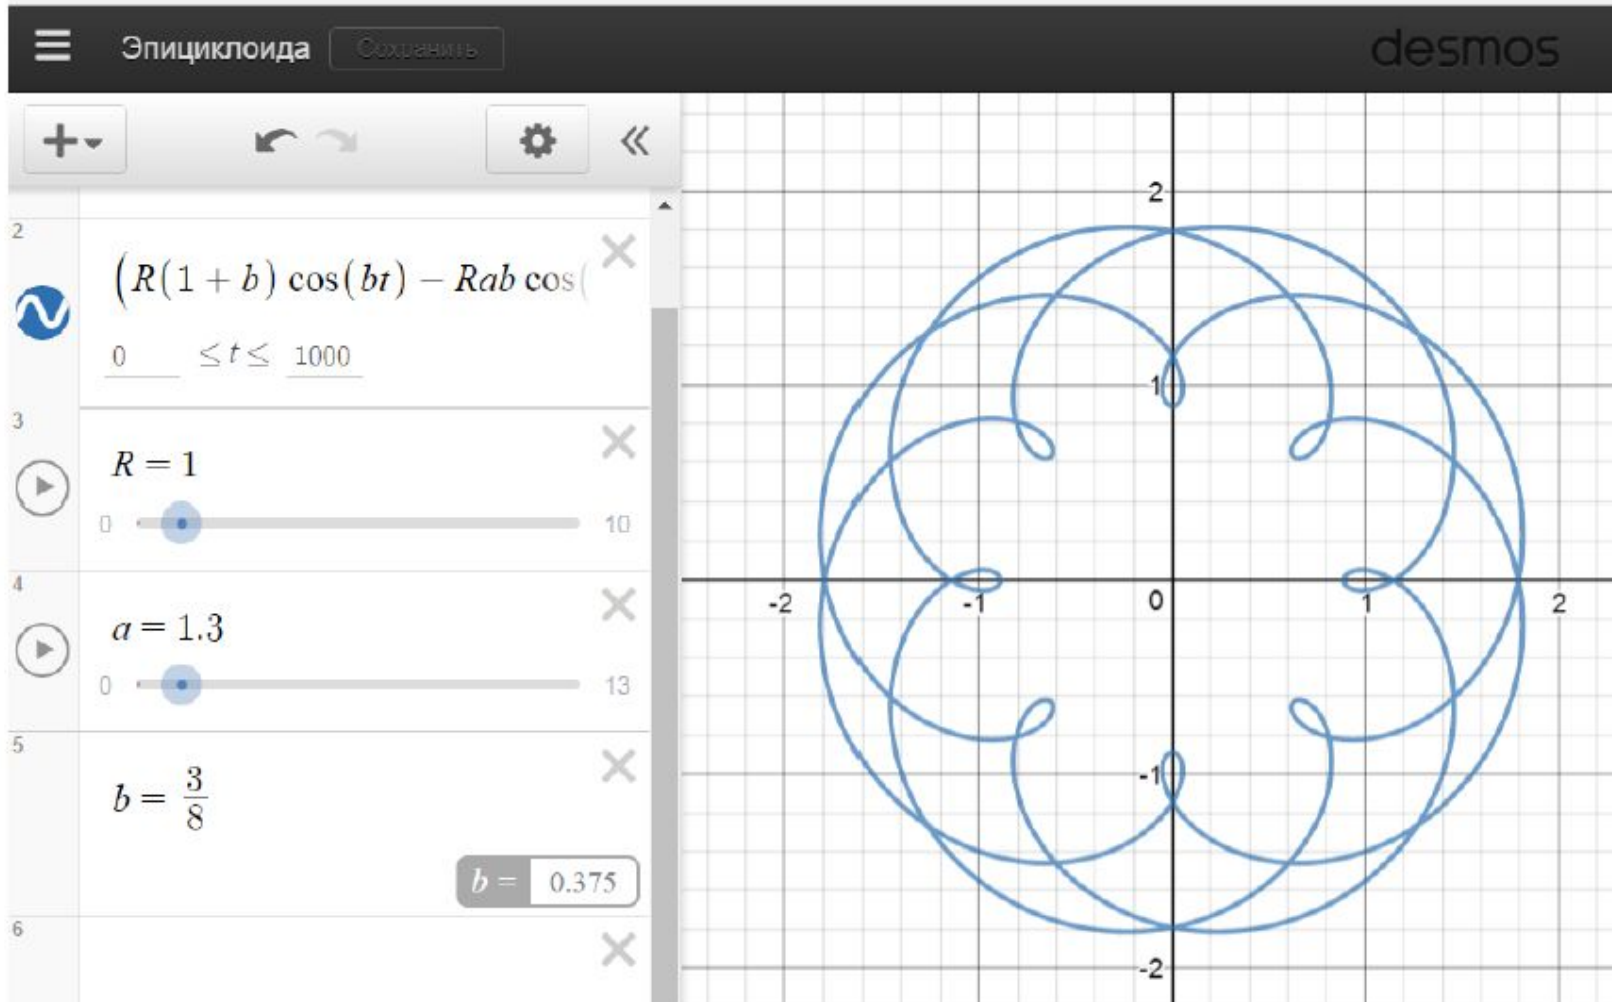 Эпициклоида Сохранить desmos
2
(R(1 + b) cos(bt) − Rab cos(
0 ≤ t ≤ 1000
3
R = 1
0 10
4
a = 1.3
0 13
5
b = 3/8
b = 0.375
6
2
1
-2 -1 0 1 2
-1
-2